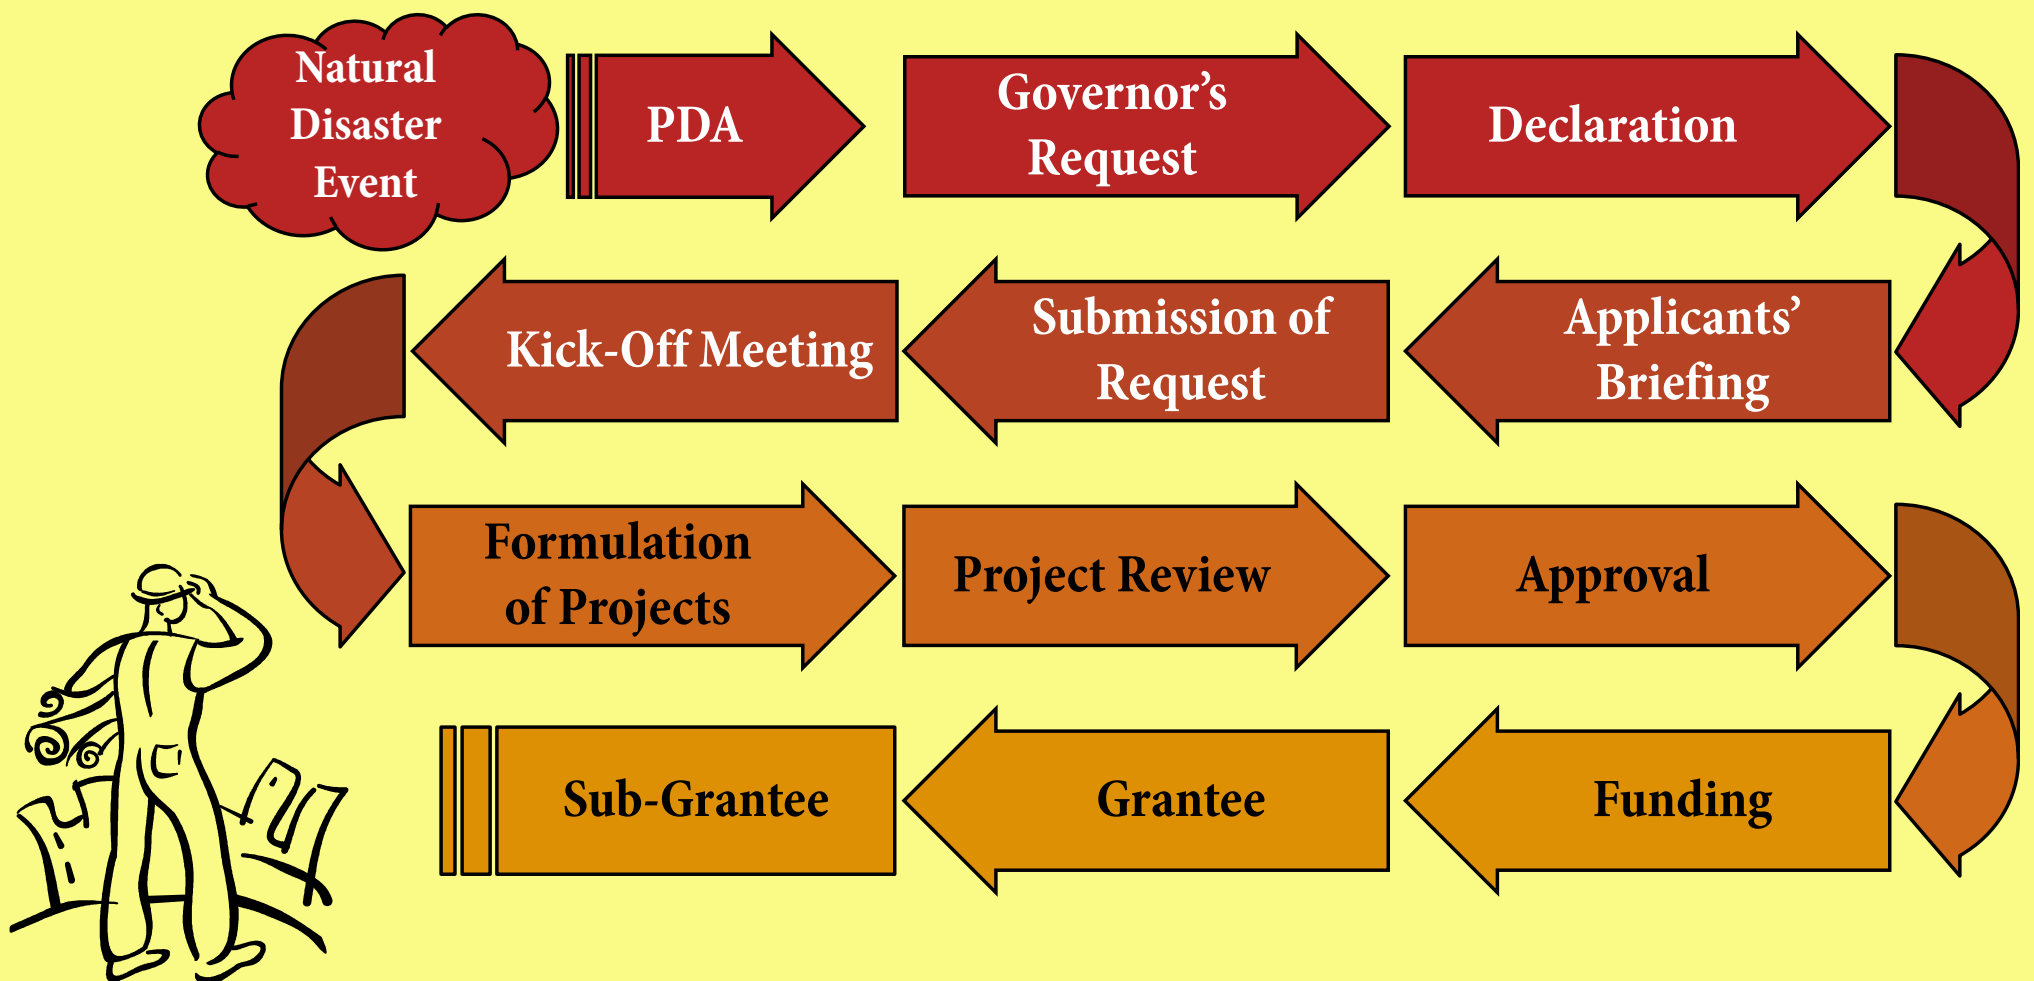 Natural
Disaster
Event
PDA
Governor’s
Request
Declaration
Applicants’
Briefing
Submission of
Request
Kick-Off Meeting
Formulation
of Projects
Project Review
Approval
Funding
Grantee
Sub-Grantee